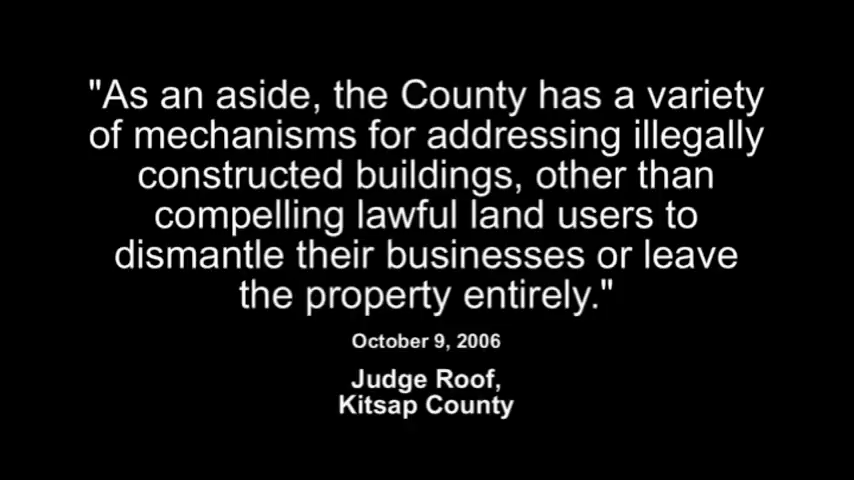 "As an aside, the County has a variety
of mechanisms for addressing illegally
constructed buildings, other than
compelling lawful land users to
dismantle their businesses or leave
the property entirely."
October 9, 2006
Judge Roof,
Kitsap County